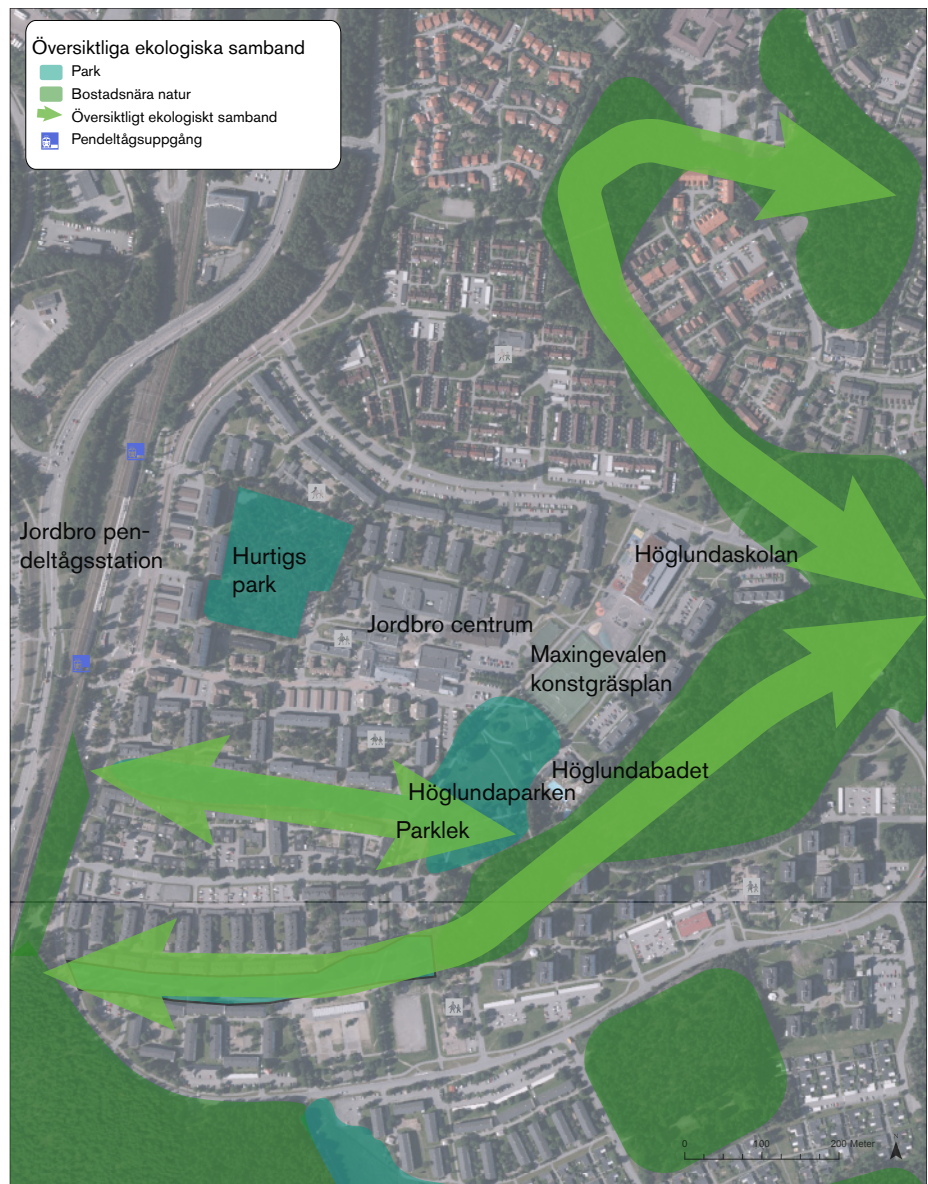 Översiktliga ekologiska samband
Park
Bostadsnära natur
Översiktligt ekologiskt samband
Pendeltågsuppgång
Jordbro pen-
deltågsstation
Hurtigs
park
Höglundaskolan
Jordbro centrum
Maxingevalen
konstgräsplan
Höglundabadet
Höglundaparken
Parklek
0 100 200 Meter